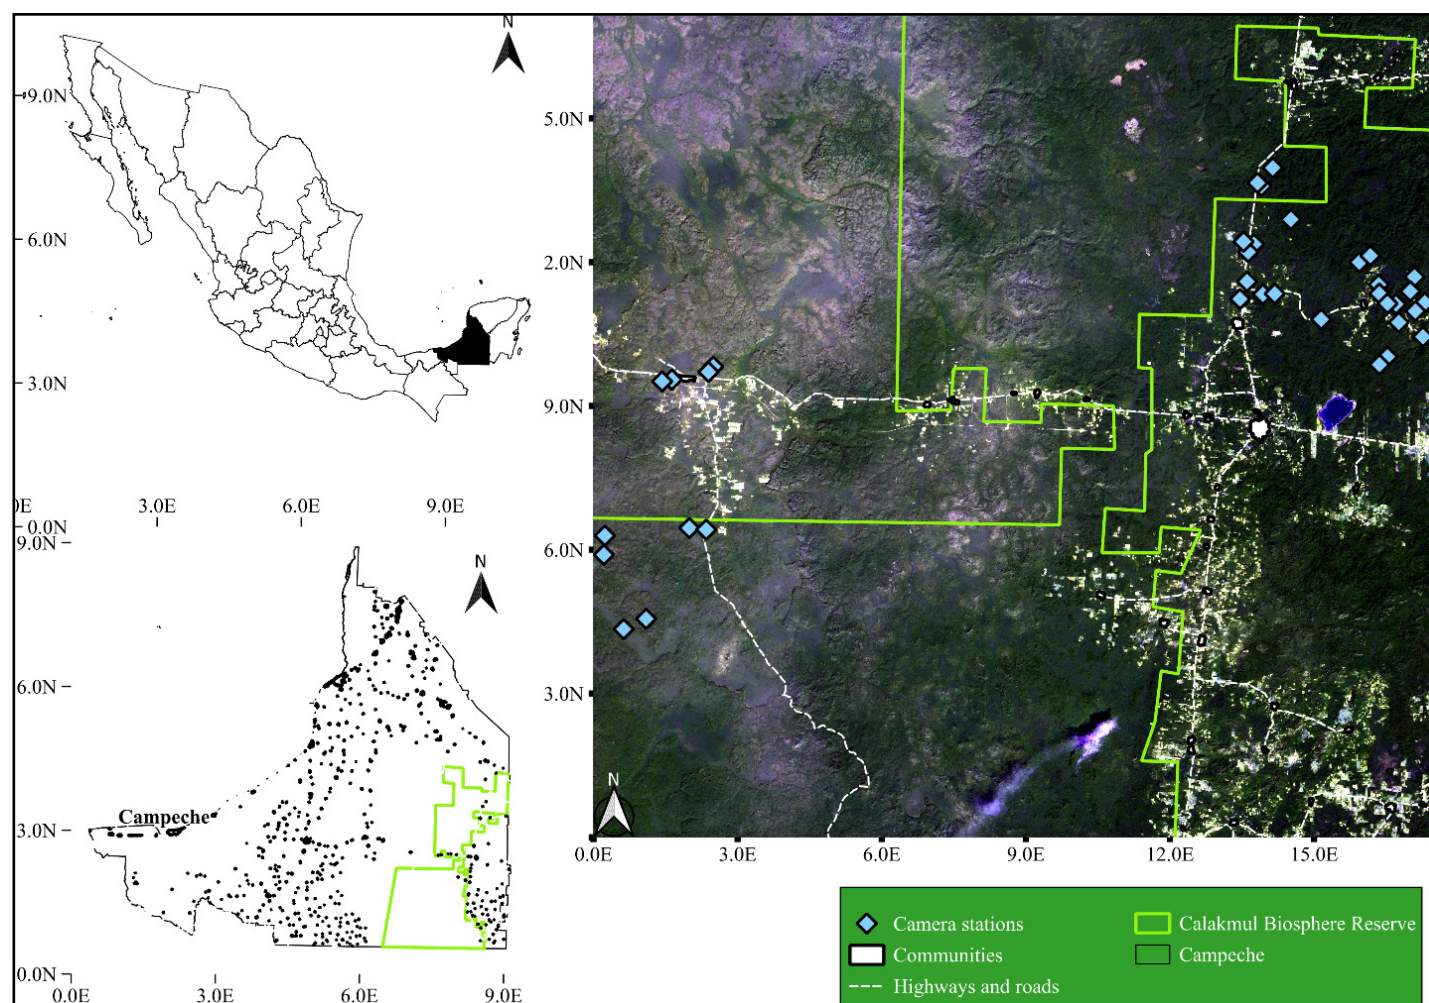 N
9.0N
6.0N
3.0N
0.0N
0E
3.0E
6.0E
9.0E
N
9.0N
6.0N
3.0N
0.0N
Campeche
0.0E
3.0E
6.0E
9.0E
5.0N
2.0N
9.0N
6.0N
3.0N
N
0.0E
3.0E
6.0E
9.0E
12.0E
15.0E
Camera stations
Communities
Highways and roads
Calakmul Biosphere Reserve
Campeche